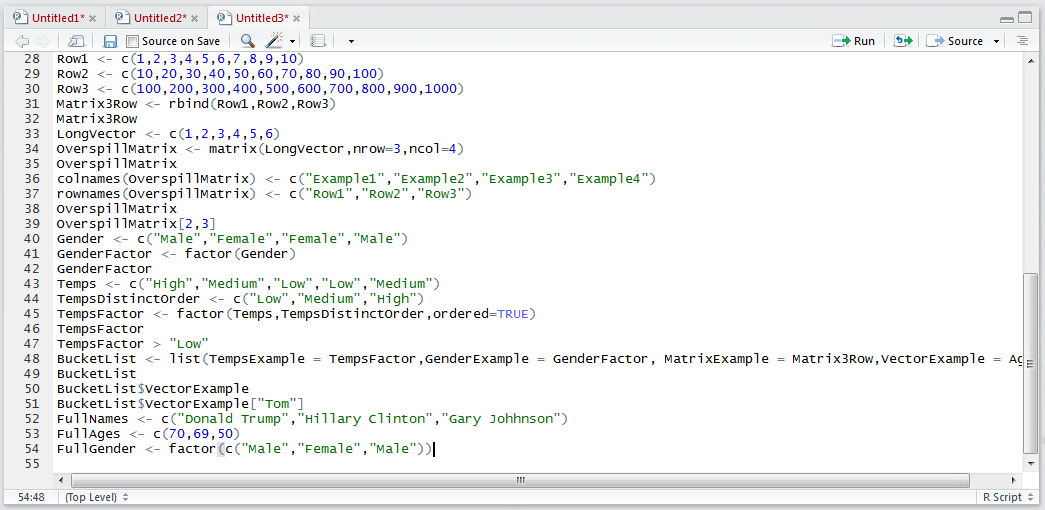 Untitled1* Untitled2* Untitled3*
Source on Save Run Source
28 Row1 <- c(1,2,3,4,5,6,7,8,9,10)
29 Row2 <- c(10,20,30,40,50,60,70,80,90,100)
30 Row3 <- c(100,200,300,400,500,600,700,800,900,1000)
31 Matrix3Row <- rbind(Row1,Row2,Row3)
32 Matrix3Row
33 LongVector <- c(1,2,3,4,5,6)
34 OverspillMatrix <- matrix(LongVector,nrow=3,ncol=4)
35 OverspillMatrix
36 colnames(OverspillMatrix) <- c("Example1","Example2","Example3","Example4")
37 rownames(OverspillMatrix) <- c("Row1","Row2","Row3")
38 OverspillMatrix
39 OverspillMatrix[2,3]
40 Gender <- c("Male","Female","Female","Male")
41 GenderFactor <- factor(Gender)
42 GenderFactor
43 Temps <- c("High","Medium","Low","Low","Medium")
44 TempsDistinctOrder <- c("Low","Medium","High")
45 TempsFactor <- factor(Temps,TempsDistinctOrder,ordered=TRUE)
46 TempsFactor
47 TempsFactor > "Low"
48 BucketList <- list(TempsExample = TempsFactor,GenderExample = GenderFactor, MatrixExample = Matrix3Row,VectorExample = Ag
49 BucketList
50 BucketList$VectorExample
51 BucketList$VectorExample["Tom"]
52 FullNames <- c("Donald Trump","Hillary Clinton","Gary Johhnson")
53 FullAges <- c(70,69,50)
54 FullGender <- factor(c("Male","Female","Male"))
55
54:48 (Top Level) R Script